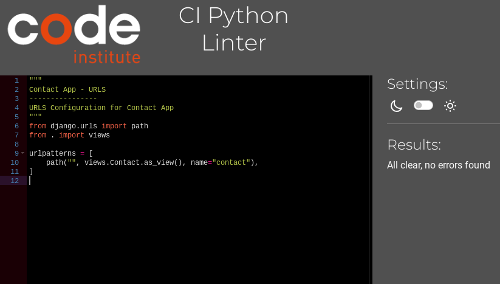 code
institute
CI Python
Linter
1 """
2 Contact App - URLS
3 ----------------
4 URLS Configuration for Contact App
5 """
6 from django.urls import path
7 from . import views
8
9 urlpatterns = [
10     path("", views.Contact.as_view(), name="contact"),
11 ]
12
Settings:
Results:
All clear, no errors found